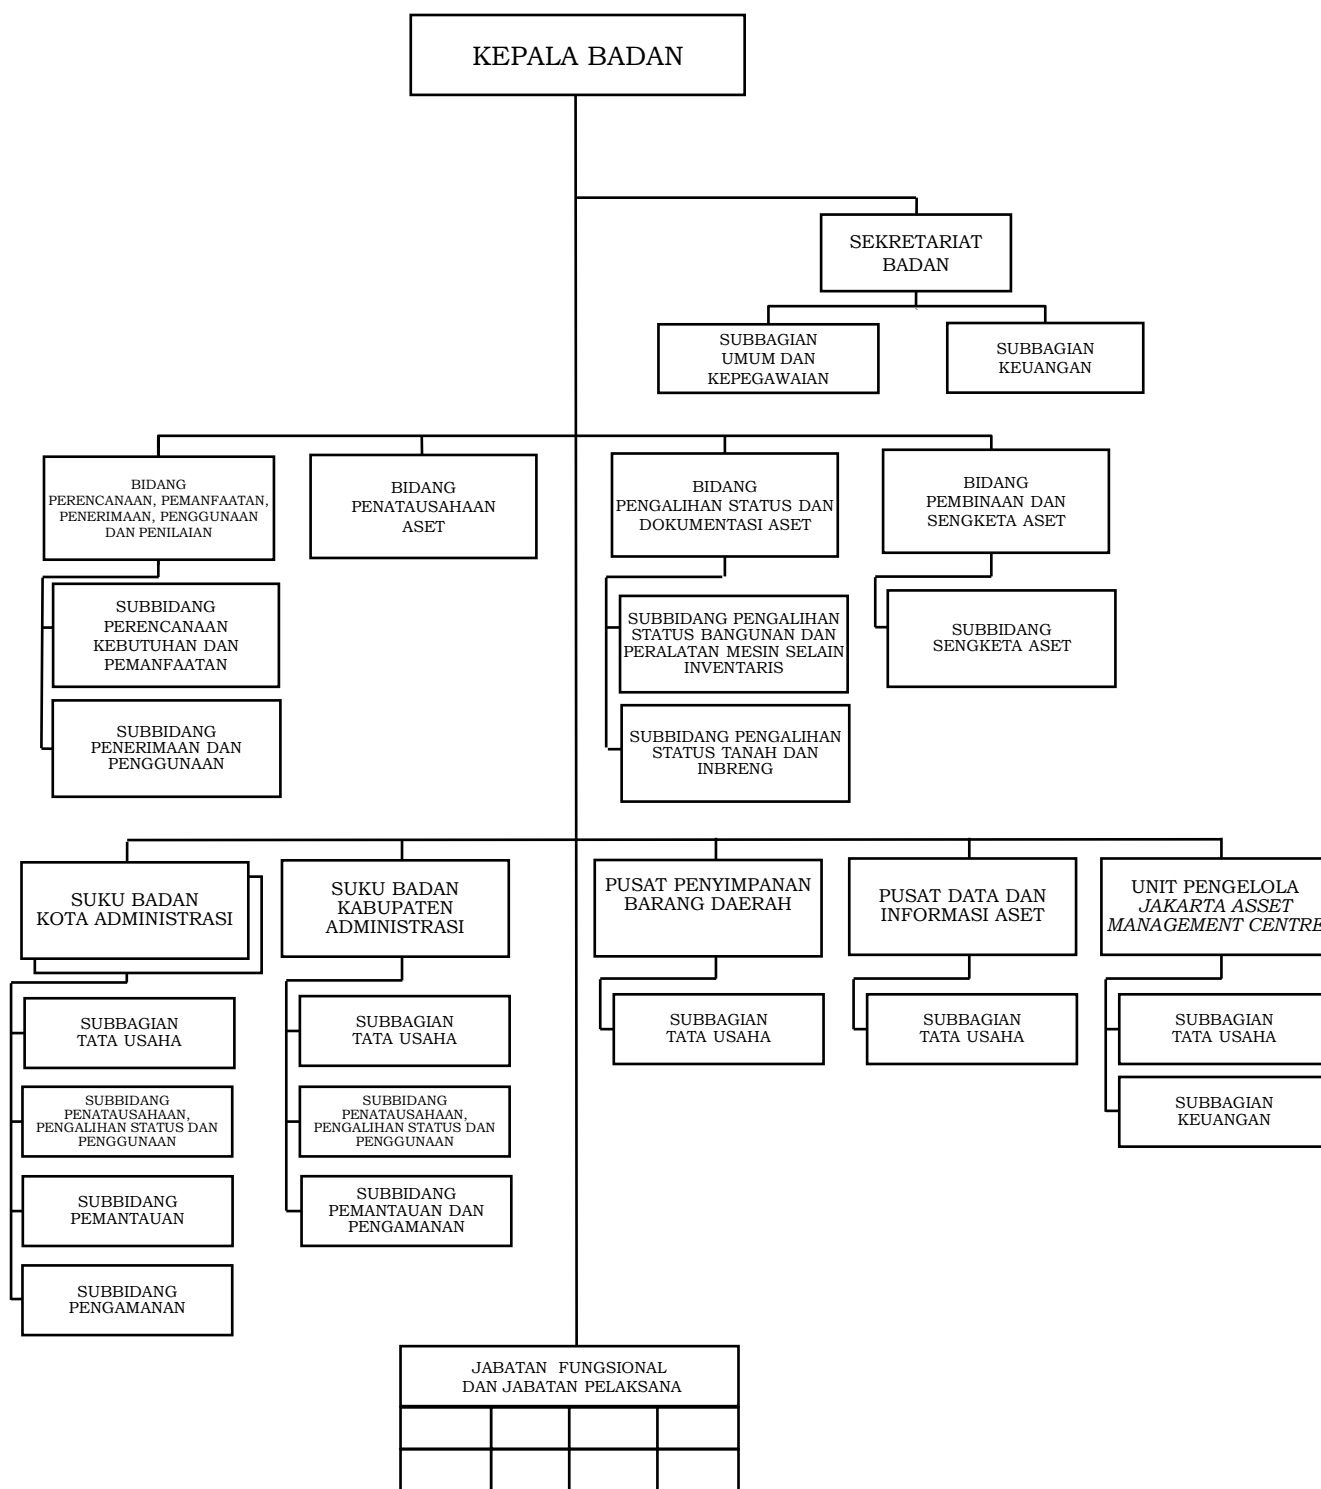 KEPALA BADAN
SEKRETARIAT
BADAN
SUBBAGIAN
UMUM DAN
KEPEGAWAIAN
SUBBAGIAN
KEUANGAN
BIDANG
PERENCANAAN, PEMANFAATAN,
PENERIMAAN, PENGGUNAAN
DAN PENILAIAN
BIDANG
PENATAUSAHAAN
ASET
BIDANG
PENGALIHAN STATUS DAN
DOKUMENTASI ASET
BIDANG
PEMBINAAN DAN
SENGKETA ASET
SUBBIDANG
PERENCANAAN
KEBUTUHAN DAN
PEMANFAATAN
SUBBIDANG
PENERIMAAN DAN
PENGGUNAAN
SUBBIDANG PENGALIHAN
STATUS BANGUNAN DAN
PERALATAN MESIN SELAIN
INVENTARIS
SUBBIDANG PENGALIHAN
STATUS TANAH DAN
INBRENG
SUBBIDANG
SENGKETA ASET
SUKU BADAN
KOTA ADMINISTRASI
SUKU BADAN
KABUPATEN
ADMINISTRASI
PUSAT PENYIMPANAN
BARANG DAERAH
PUSAT DATA DAN
INFORMASI ASET
UNIT PENGELOLA
JAKARTA ASSET
MANAGEMENT CENTRE
SUBBAGIAN
TATA USAHA
SUBBIDANG
PENATAUSAHAAN,
PENGALIHAN STATUS DAN
PENGGUNAAN
SUBBIDANG
PEMANTAUAN
SUBBIDANG
PENGAMANAN
SUBBAGIAN
TATA USAHA
SUBBIDANG
PENATAUSAHAAN,
PENGALIHAN STATUS DAN
PENGGUNAAN
SUBBIDANG
PEMANTAUAN DAN
PENGAMANAN
SUBBAGIAN
TATA USAHA
SUBBAGIAN
TATA USAHA
SUBBAGIAN
TATA USAHA
SUBBAGIAN
KEUANGAN
JABATAN FUNGSIONAL
DAN JABATAN PELAKSANA